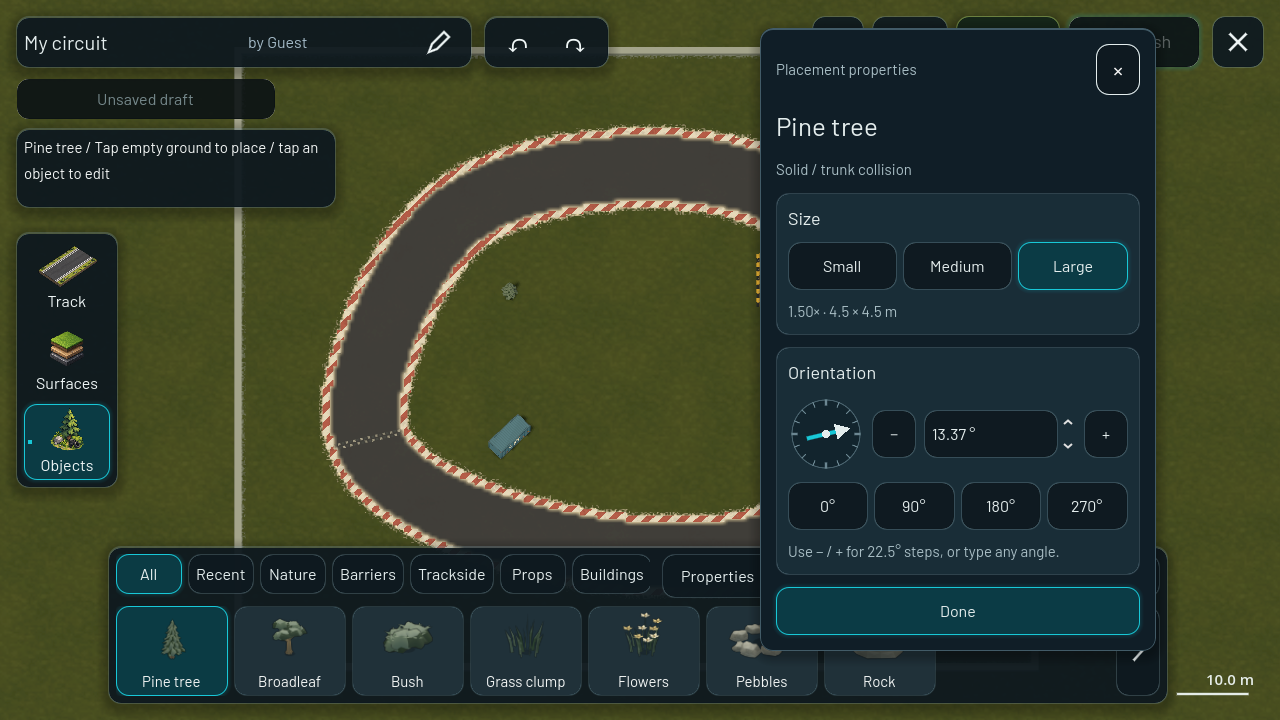 My circuit
by Guest
Unsaved draft
Pine tree / Tap empty ground to place / tap an
object to edit
Track
Surfaces
Objects
Placement properties
×
Pine tree
Solid / trunk collision
Size
Small
Medium
Large
1.50× · 4.5 × 4.5 m
Orientation
−
13.37 °
+
0°
90°
180°
270°
Use − / + for 22.5° steps, or type any angle.
Done
All
Recent
Nature
Barriers
Trackside
Props
Buildings
Properties
Pine tree
Broadleaf
Bush
Grass clump
Flowers
Pebbles
Rock
10.0 m